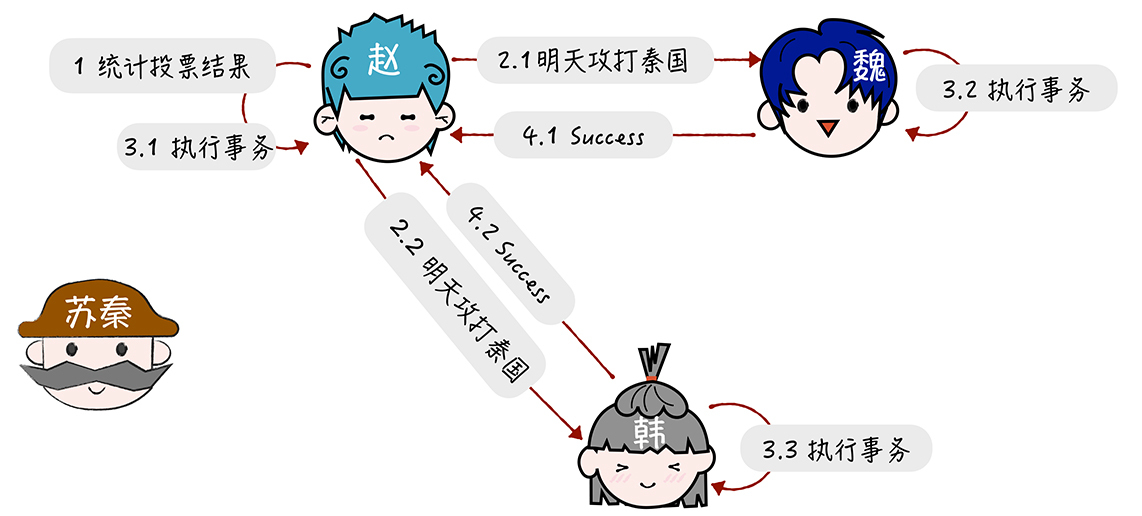 赵
魏
1 统计投票结果
2.1明天攻打秦国
3.2 执行事务
3.1 执行事务
4.1 Success
4.2 Success
2.2 明天攻打秦国
苏秦
韩
3.3 执行事务